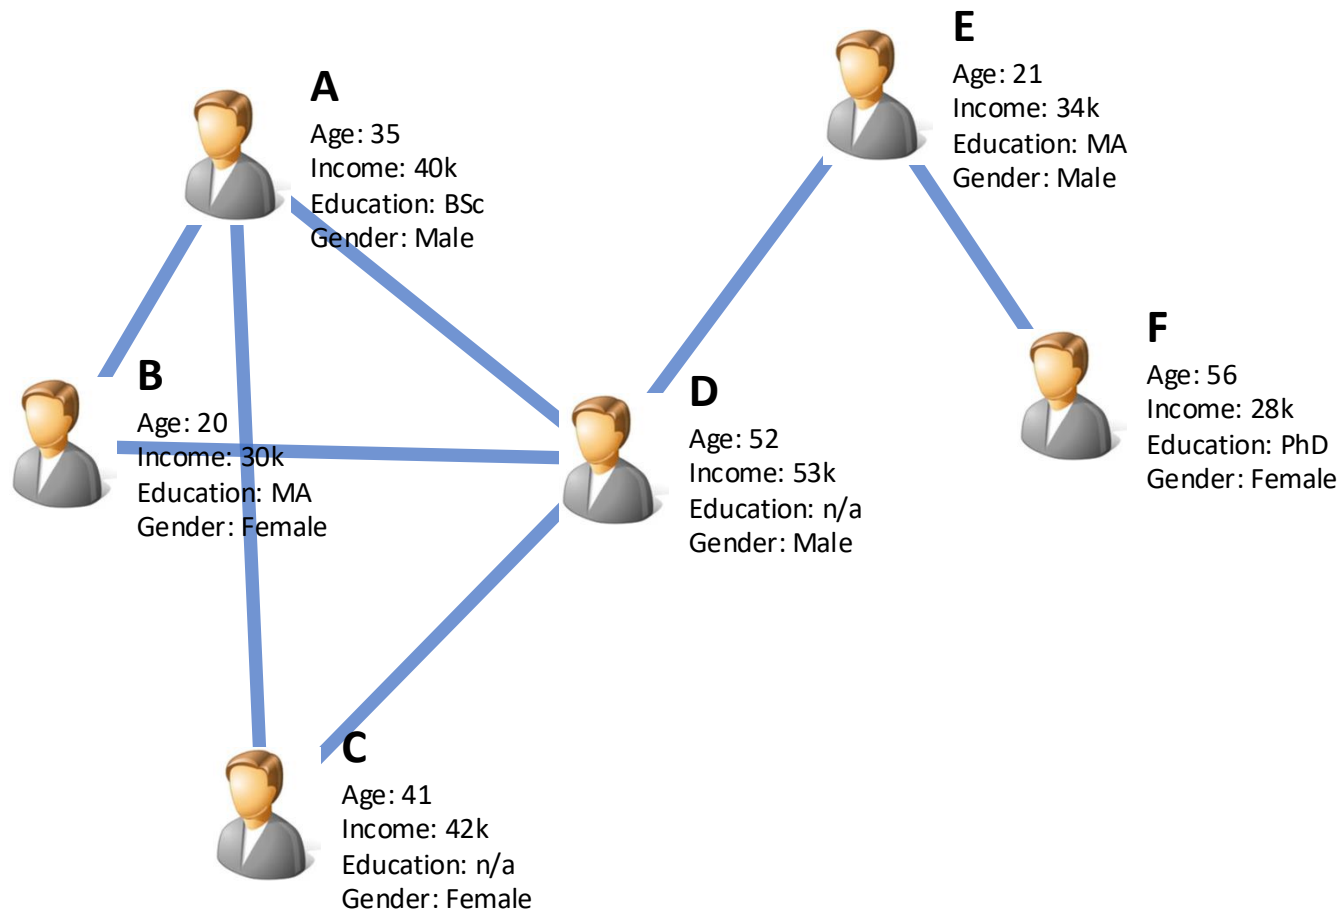 A
Age: 35
Income: 40k
Education: BSc
Gender: Male
B
Age: 20
Income: 30k
Education: MA
Gender: Female
C
Age: 41
Income: 42k
Education: n/a
Gender: Female
D
Age: 52
Income: 53k
Education: n/a
Gender: Male
E
Age: 21
Income: 34k
Education: MA
Gender: Male
F
Age: 56
Income: 28k
Education: PhD
Gender: Female